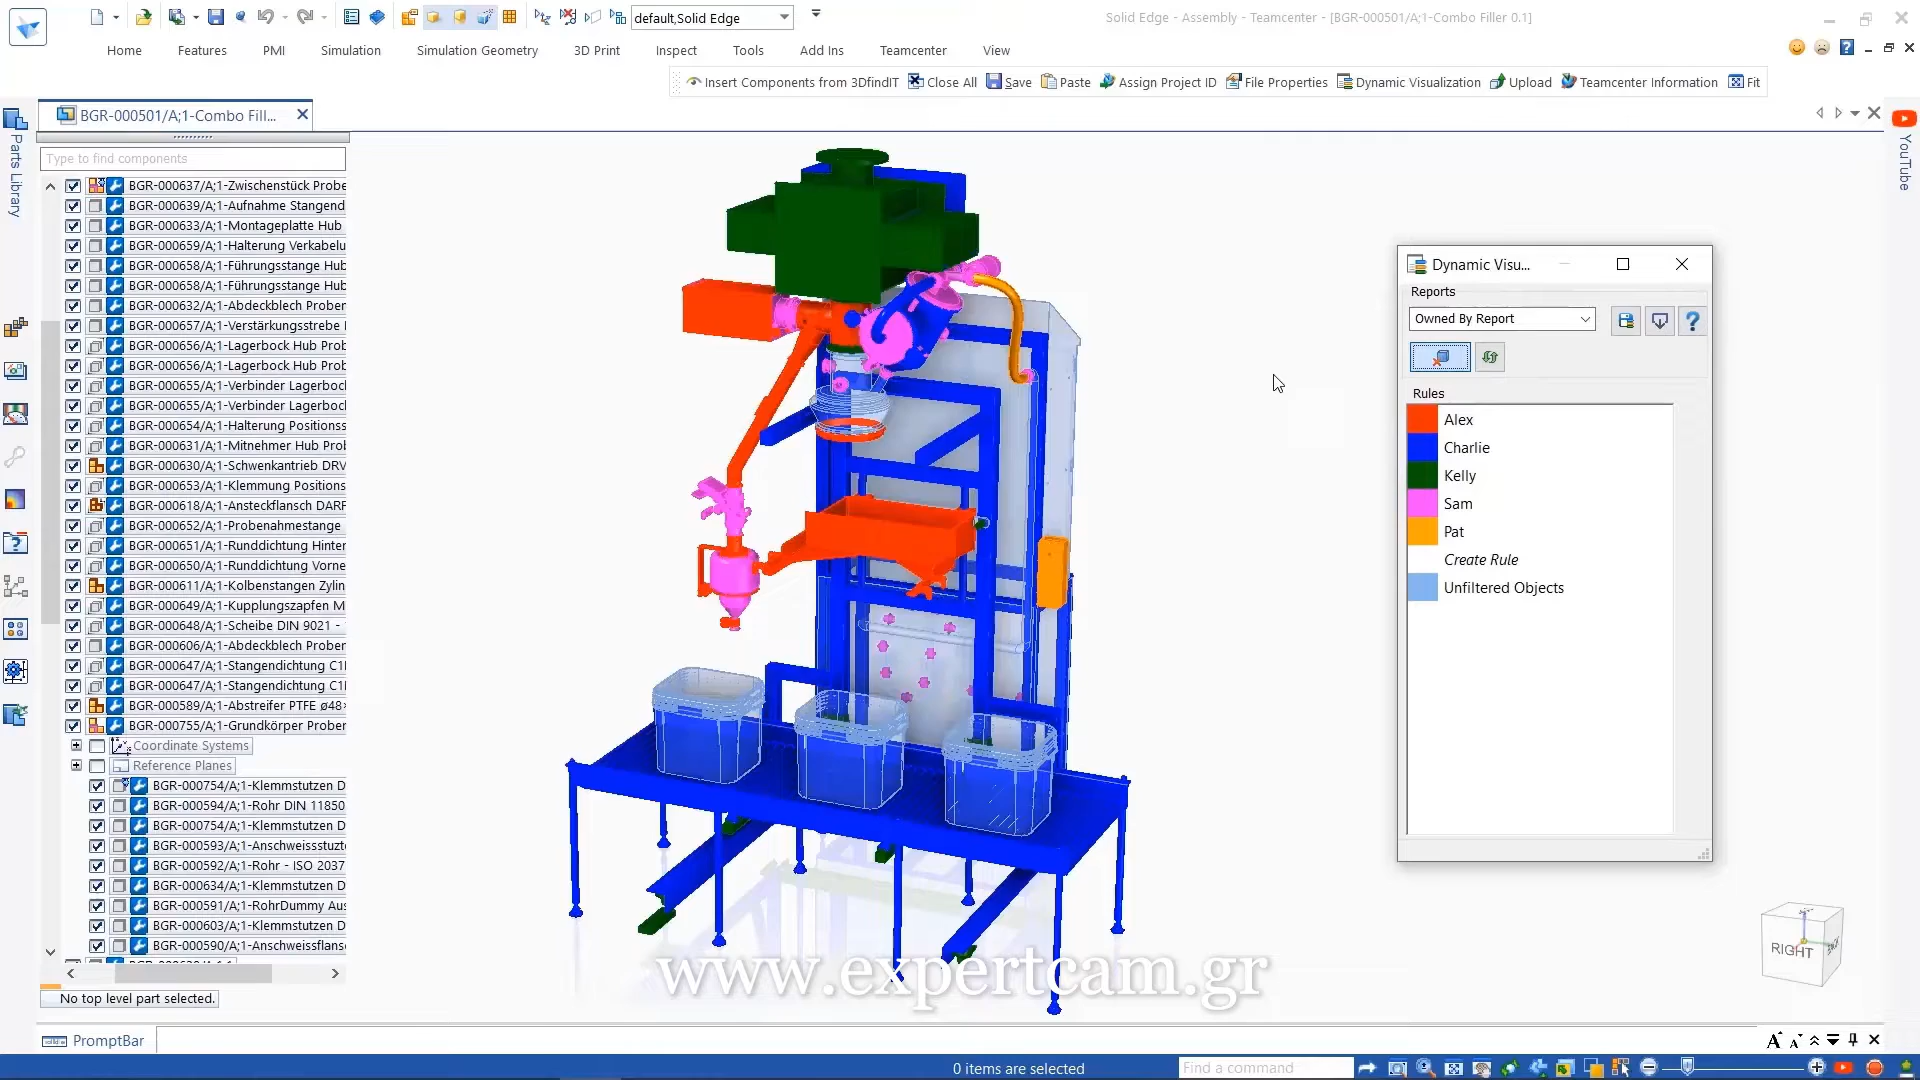 default,Solid Edge
Solid Edge - Assembly - Teamcenter - [BGR-000501/A;1-Combo Filler 0.1]
Home Features PMI Simulation Simulation Geometry 3D Print Inspect Tools Add Ins Teamcenter View
Insert Components from 3DfindIT Close All Save Paste Assign Project ID File Properties Dynamic Visualization Upload Teamcenter Information Fit
BGR-000501/A;1-Combo Fill...
Parts Library
YouTube
Type to find components
BGR-000637/A;1-Zwischenstück Probe
BGR-000639/A;1-Aufnahme Stangend
BGR-000633/A;1-Montageplatte Hub
BGR-000659/A;1-Halterung Verkabelu
BGR-000658/A;1-Führungsstange Hub
BGR-000658/A;1-Führungsstange Hub
BGR-000632/A;1-Abdeckblech Prober
BGR-000657/A;1-Verstärkungsstrebe
BGR-000656/A;1-Lagerbock Hub Prob
BGR-000656/A;1-Lagerbock Hub Prob
BGR-000655/A;1-Verbinder Lagerbock
BGR-000655/A;1-Verbinder Lagerbock
BGR-000654/A;1-Halterung Positionss
BGR-000631/A;1-Mitnehmer Hub Prob
BGR-000630/A;1-Schwenkantrieb DRV
BGR-000653/A;1-Klemmung Positions
BGR-000618/A;1-Ansteckflansch DARF
BGR-000652/A;1-Probenahmestange
BGR-000651/A;1-Runddichtung Hinter
BGR-000650/A;1-Runddichtung Vorne
BGR-000611/A;1-Kolbenstangen Zylin
BGR-000649/A;1-Kupplungszapfen M
BGR-000648/A;1-Scheibe DIN 9021 -
BGR-000606/A;1-Abdeckblech Prober
BGR-000647/A;1-Stangendichtung C1
BGR-000647/A;1-Stangendichtung C1
BGR-000589/A;1-Abstreifer PTFE ø48
BGR-000755/A;1-Grundkörper Prober
Coordinate Systems
Reference Planes
BGR-000754/A;1-Klemmstutzen D
BGR-000594/A;1-Rohr DIN 11850
BGR-000754/A;1-Klemmstutzen D
BGR-000593/A;1-Anschweissstutz
BGR-000592/A;1-Rohr - ISO 2037
BGR-000634/A;1-Klemmstutzen D
BGR-000591/A;1-RohrDummy Aus
BGR-000603/A;1-Klemmstutzen D
BGR-000590/A;1-Anschweissflans
No top level part selected.
Dynamic Visu...
Reports
Owned By Report
Rules
Alex
Charlie
Kelly
Sam
Pat
Create Rule
Unfiltered Objects
RIGHT
www.expertcam.gr
PromptBar
0 items are selected
Find a command